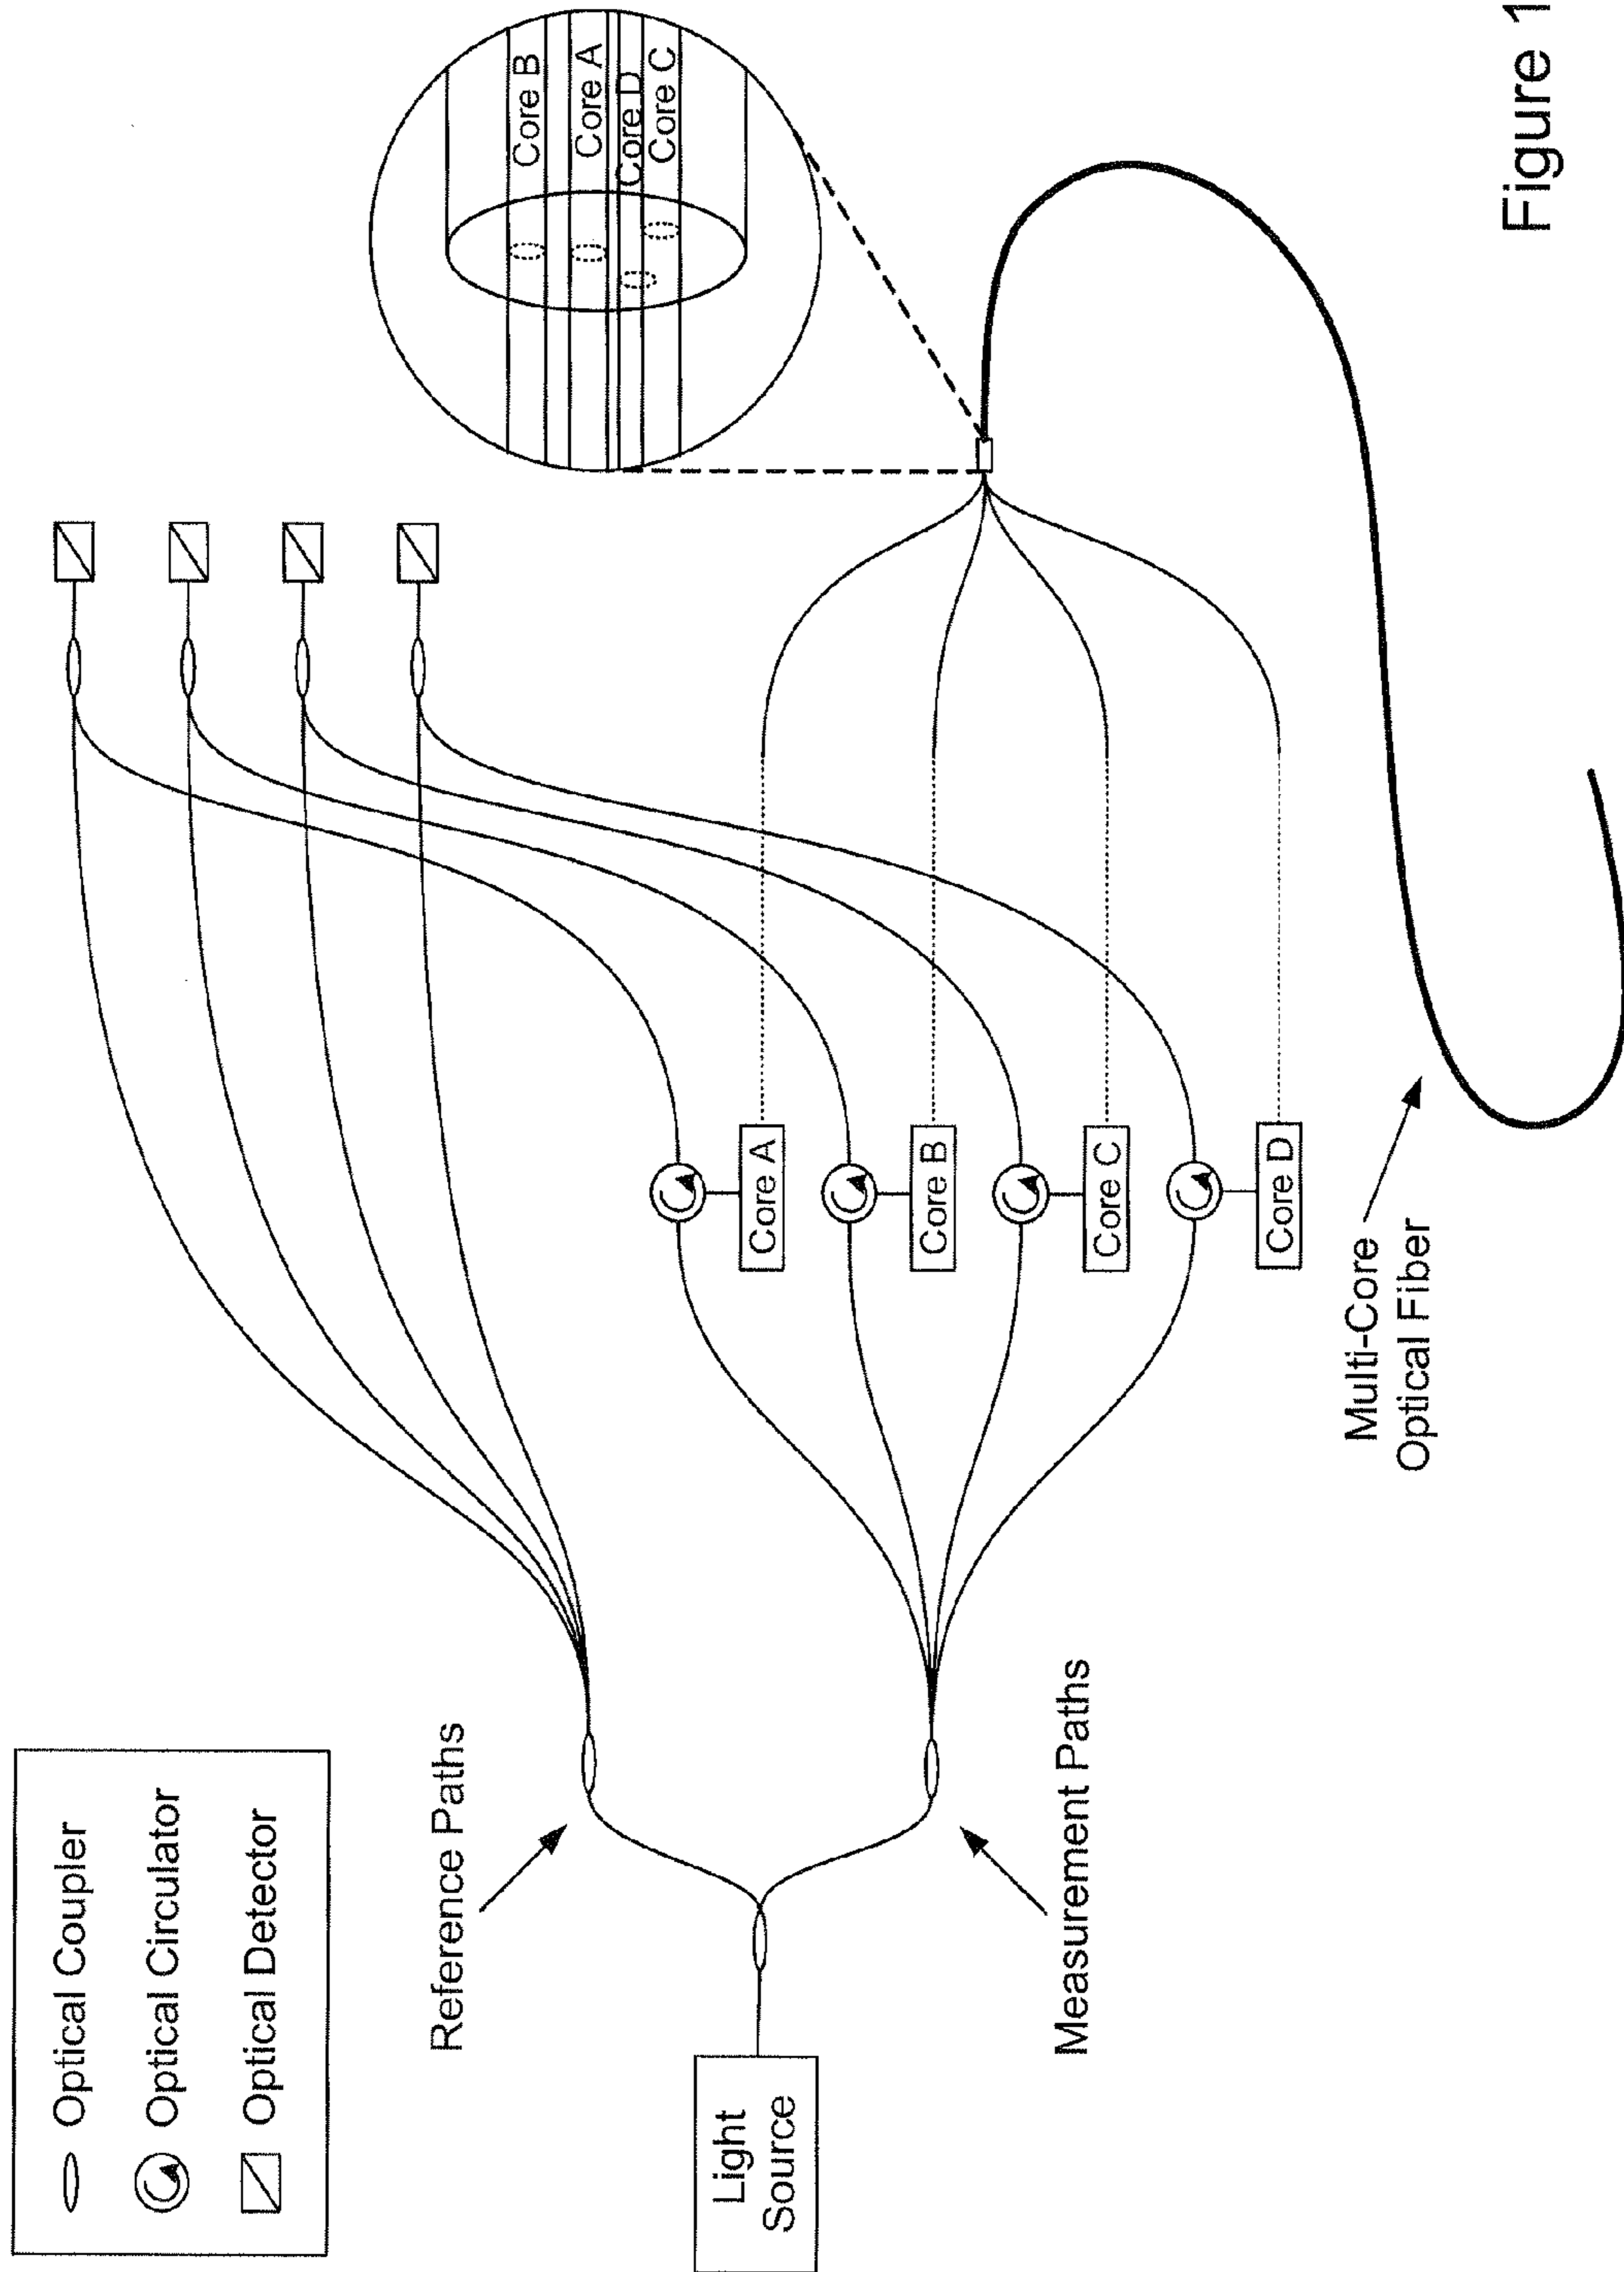 Optical Coupler
Optical Circulator
Optical Detector
Reference Paths
Light
Source
Measurement Paths
Core A
Core B
Core C
Core D
Multi-Core
Optical Fiber
Core B
Core A
Core D
Core C
Figure 1